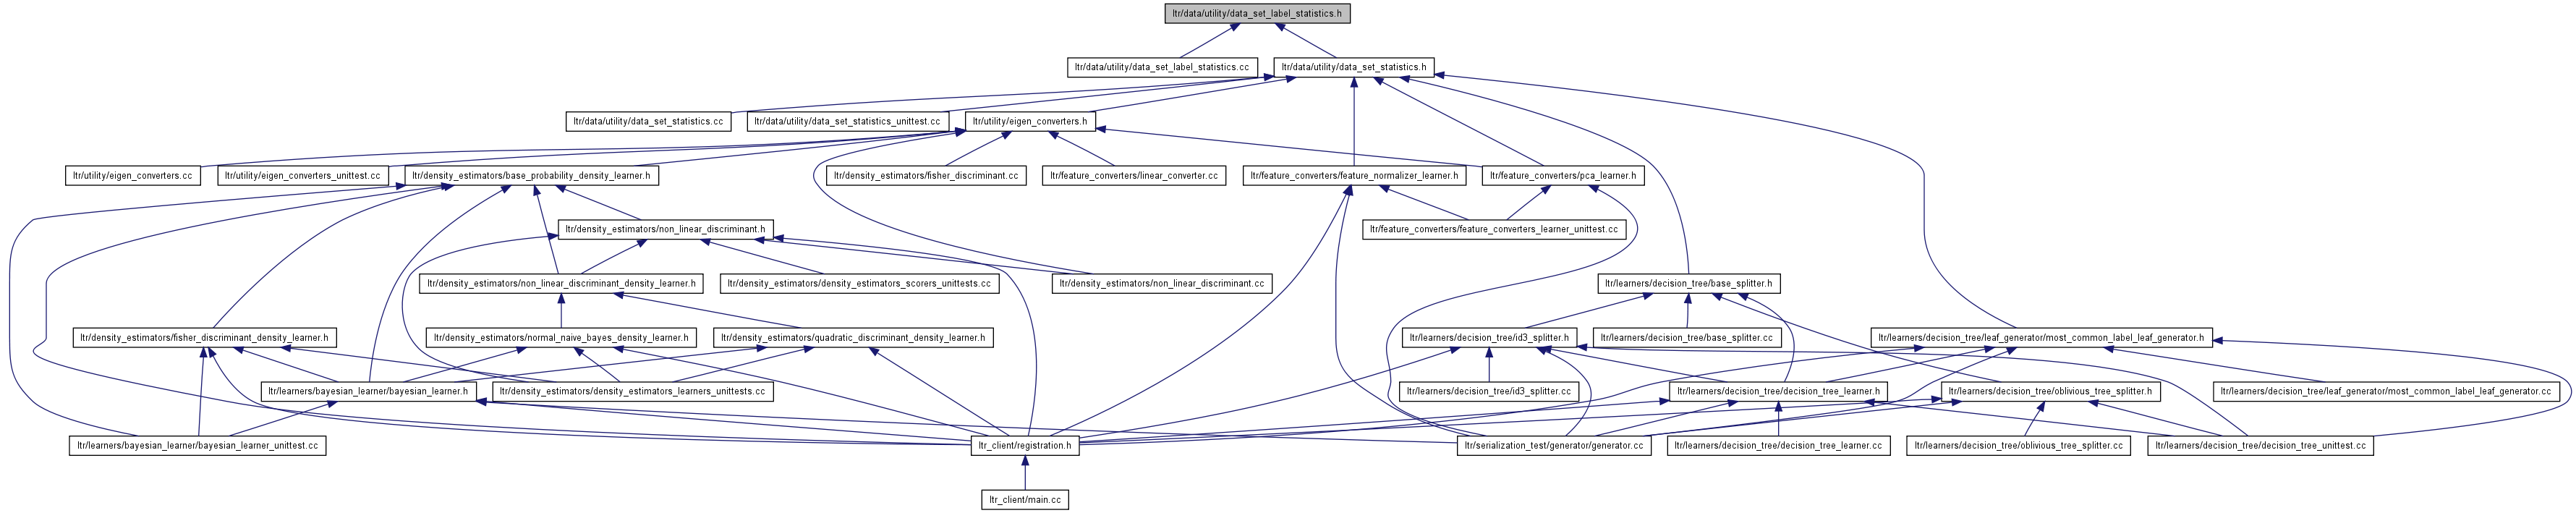 ltr/data/utility/data_set_label_statistics.h
ltr/data/utility/data_set_label_statistics.cc
ltr/data/utility/data_set_statistics.h
ltr/data/utility/data_set_statistics.cc
ltr/data/utility/data_set_statistics_unittest.cc
ltr/utility/eigen_converters.h
ltr/utility/eigen_converters.cc
ltr/utility/eigen_converters_unittest.cc
ltr/density_estimators/base_probability_density_learner.h
ltr/density_estimators/fisher_discriminant.cc
ltr/feature_converters/linear_converter.cc
ltr/feature_converters/feature_normalizer_learner.h
ltr/feature_converters/pca_learner.h
ltr/density_estimators/non_linear_discriminant.h
ltr/feature_converters/feature_converters_learner_unittest.cc
ltr/density_estimators/non_linear_discriminant_density_learner.h
ltr/density_estimators/density_estimators_scorers_unittests.cc
ltr/density_estimators/non_linear_discriminant.cc
ltr/learners/decision_tree/base_splitter.h
ltr/density_estimators/fisher_discriminant_density_learner.h
ltr/density_estimators/normal_naive_bayes_density_learner.h
ltr/density_estimators/quadratic_discriminant_density_learner.h
ltr/learners/decision_tree/id3_splitter.h
ltr/learners/decision_tree/base_splitter.cc
ltr/learners/decision_tree/leaf_generator/most_common_label_leaf_generator.h
ltr/learners/bayesian_learner/bayesian_learner.h
ltr/density_estimators/density_estimators_learners_unittests.cc
ltr/learners/decision_tree/id3_splitter.cc
ltr/learners/decision_tree/decision_tree_learner.h
ltr/learners/decision_tree/oblivious_tree_splitter.h
ltr/learners/decision_tree/leaf_generator/most_common_label_leaf_generator.cc
ltr/learners/bayesian_learner/bayesian_learner_unittest.cc
ltr_client/registration.h
ltr/serialization_test/generator/generator.cc
ltr/learners/decision_tree/decision_tree_learner.cc
ltr/learners/decision_tree/oblivious_tree_splitter.cc
ltr/learners/decision_tree/decision_tree_unittest.cc
ltr_client/main.cc